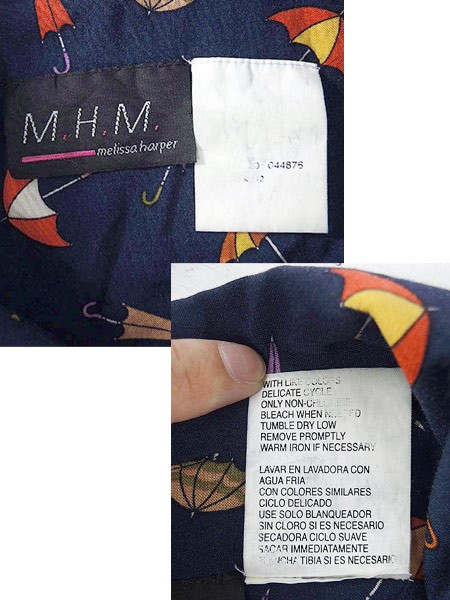 M.H.M.
melissa harper
044875
WITH LIKE COLORS
DELICATE CYCLE
ONLY NON-CHLORINE
BLEACH WHEN NEEDED
TUMBLE DRY LOW
REMOVE PROMPTLY
WARM IRON IF NECESSARY
LAVAR EN LAVADORA CON
AGUA FRIA
CON COLORES SIMILARES
CICLO DELICADO
USE SOLO BLANQUEADOR
SIN CLORO SI ES NECESARIO
SECADORA CICLO SUAVE
SACAR IMMEDIATAMENTE
PLANCHA TIBIA SI ES NECESARIO